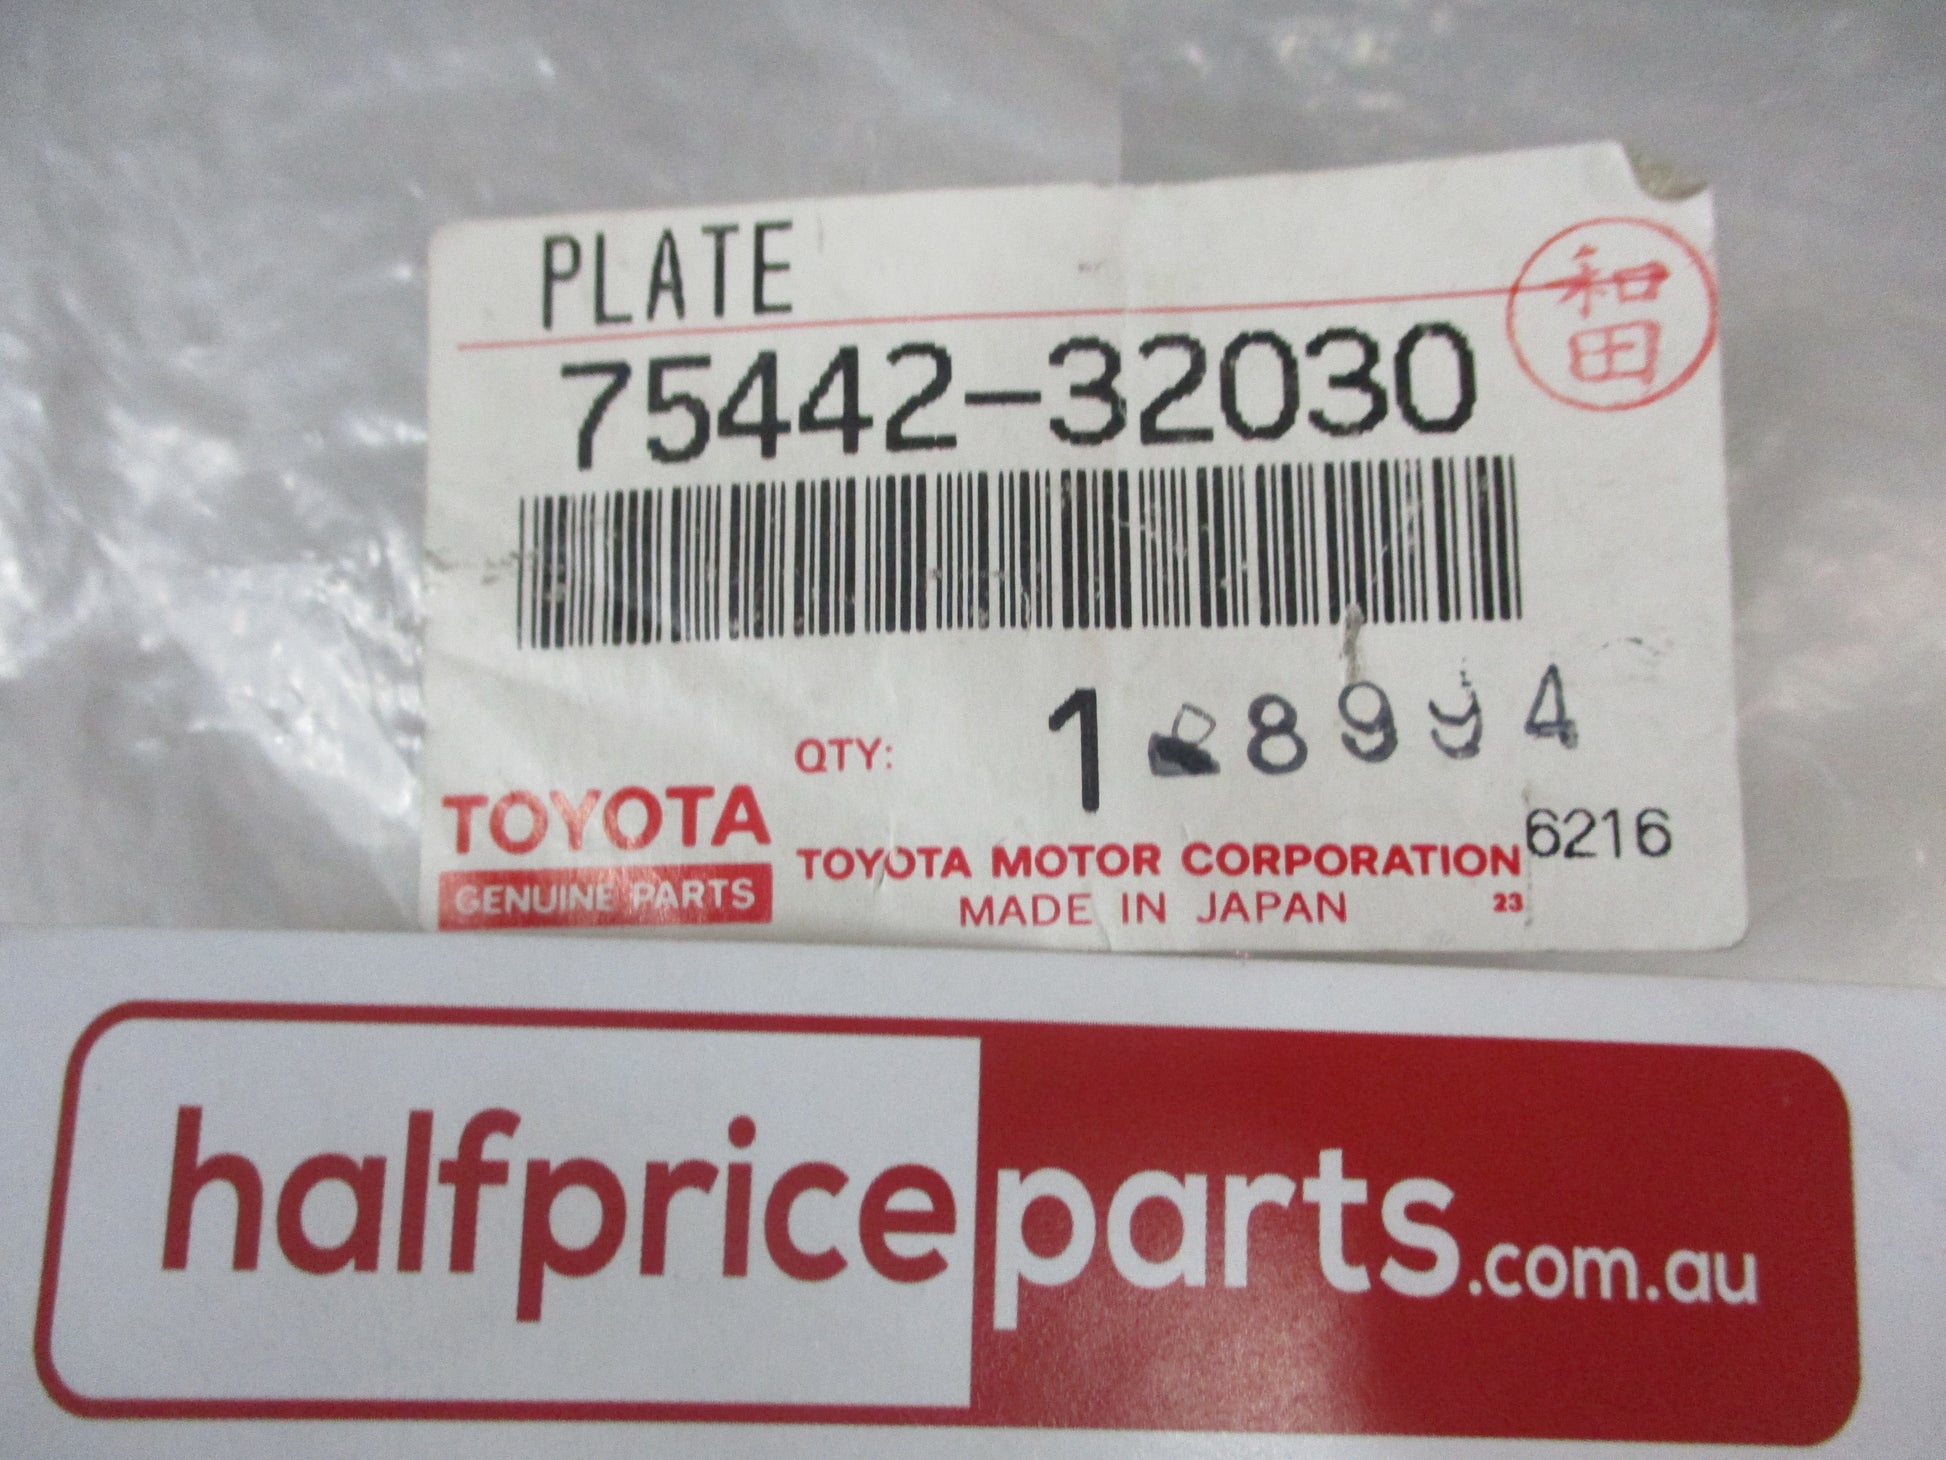 PLATE
和田
75442-32030
QTY: 1 8994
TOYOTA
GENUINE PARTS
TOYOTA MOTOR CORPORATION 6216
MADE IN JAPAN 23
halfpriceparts.com.au